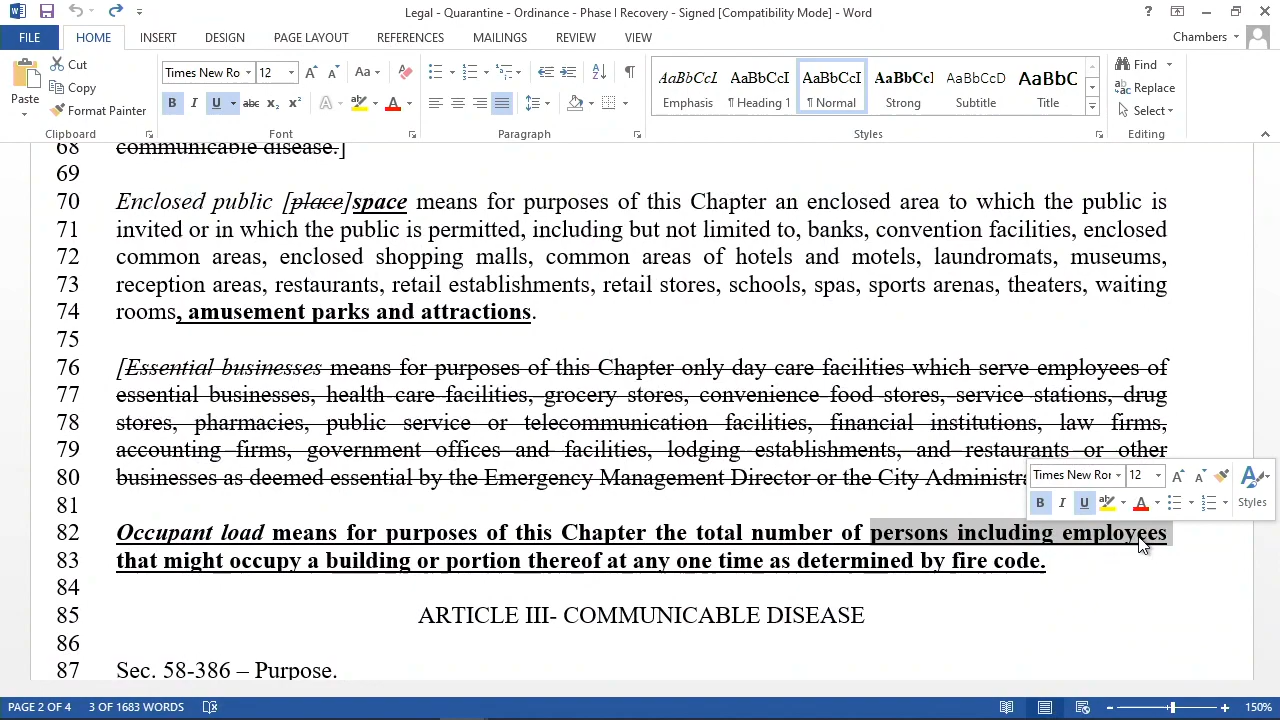 Legal - Quarantine - Ordinance - Phase I Recovery - Signed [Compatibility Mode] - Word
FILE HOME INSERT DESIGN PAGE LAYOUT REFERENCES MAILINGS REVIEW VIEW Chambers
Paste Cut Copy Format Painter
Times New Ro 12 Aa
B I U abc x₂ x² A A
AaBbCcI AaBbCcI AaBbCcI AaBbCcI AaBbCcD AaBbC
Emphasis ¶ Heading 1 ¶ Normal Strong Subtitle Title
Find Replace Select
Clipboard Font Paragraph Styles Editing
68 communicable disease.]
69
70 Enclosed public [place]space means for purposes of this Chapter an enclosed area to which the public is
71 invited or in which the public is permitted, including but not limited to, banks, convention facilities, enclosed
72 common areas, enclosed shopping malls, common areas of hotels and motels, laundromats, museums,
73 reception areas, restaurants, retail establishments, retail stores, schools, spas, sports arenas, theaters, waiting
74 rooms, amusement parks and attractions.
75
76 [Essential businesses means for purposes of this Chapter only day care facilities which serve employees of
77 essential businesses, health care facilities, grocery stores, convenience food stores, service stations, drug
78 stores, pharmacies, public service or telecommunication facilities, financial institutions, law firms,
79 accounting firms, government offices and facilities, lodging establishments, and restaurants or other
80 businesses as deemed essential by the Emergency Management Director or the City Administra
Times New Ror 12
B I U A Styles
81
82 Occupant load means for purposes of this Chapter the total number of persons including employees
83 that might occupy a building or portion thereof at any one time as determined by fire code.
84
85 ARTICLE III- COMMUNICABLE DISEASE
86
87 Sec. 58-386 – Purpose.
PAGE 2 OF 4 3 OF 1683 WORDS 150%